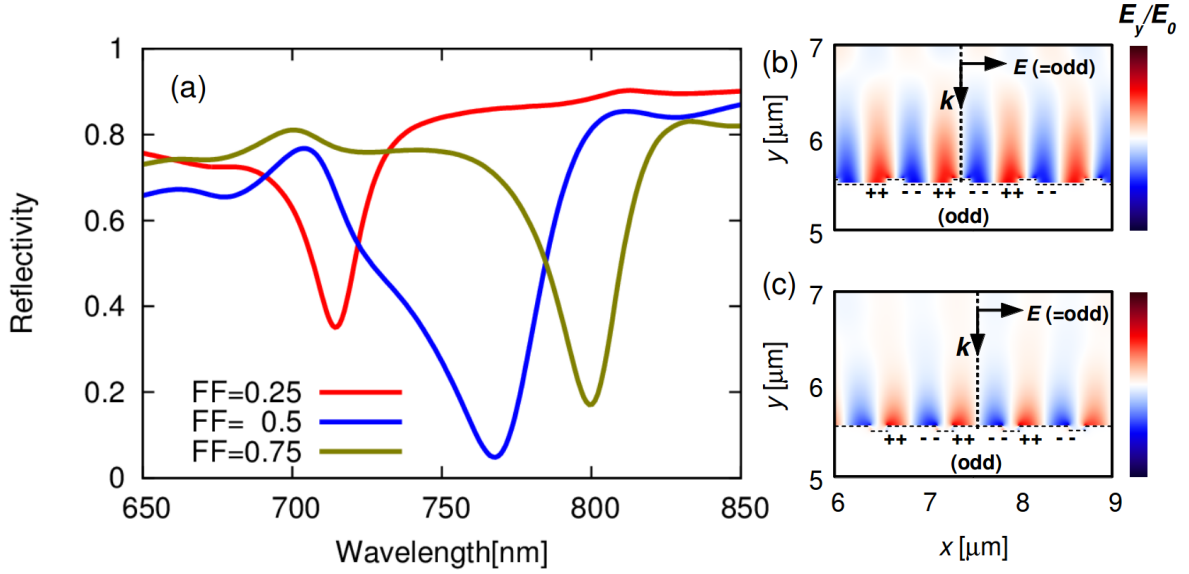 (a)
Reflectivity
1
0.8
0.6
0.4
0.2
0
FF=0.25
FF= 0.5
FF=0.75
650 700 750 800 850
Wavelength[nm]
E_y/E_0
(b)
y [μm]
7
6
5
E (=odd)
k
++ - - ++ - - ++ - -
(odd)
(c)
y [μm]
7
6
5
E (=odd)
k
++ - - ++ - - ++ - -
(odd)
6 7 8 9
x [μm]